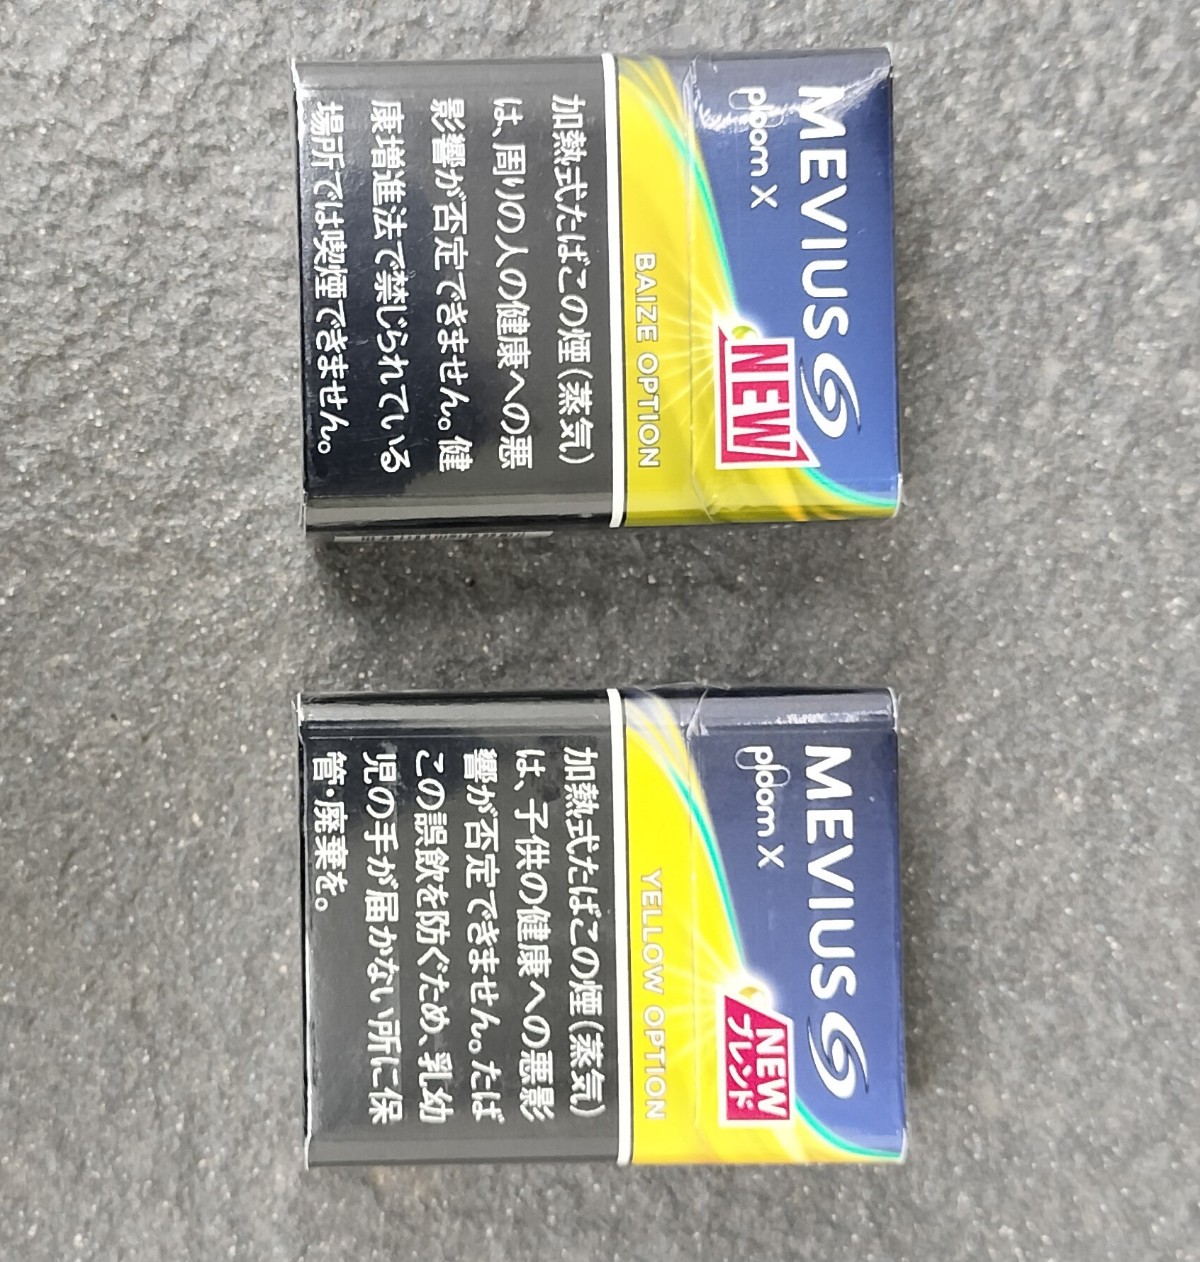 MEVIUS
ploom X
NEW
BAIZE OPTION
加熱式たばこの煙(蒸気)
は、周りの人の健康への悪
影響が否定できません。健
康増進法で禁じられている
場所では喫煙できません。
MEVIUS
ploom X
NEW
ブレンド
YELLOW OPTION
加熱式たばこの煙(蒸気)
は、子供の健康への悪影
響が否定できません。たば
この誤飲を防ぐため、乳幼
児の手が届かない所に保
管・廃棄を。